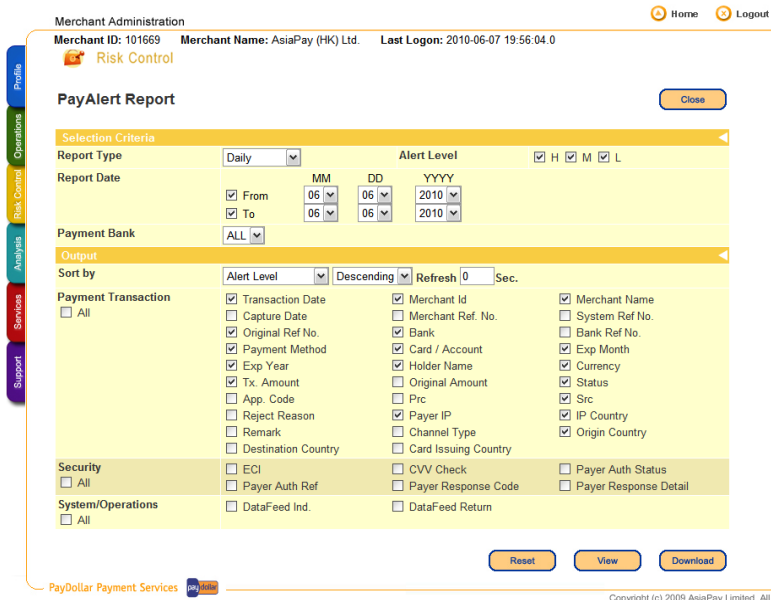 Home Logout
Merchant Administration
Merchant ID: 101669 Merchant Name: AsiaPay (HK) Ltd. Last Logon: 2010-06-07 19:56:04.0
Risk Control
Profile
Operations
Risk Control
Analysis
Services
Support
PayAlert Report
Close
Selection Criteria
Report Type Daily Alert Level H M L
Report Date MM DD YYYY
From 06 06 2010
To 06 06 2010
Payment Bank ALL
Output
Sort by Alert Level Descending Refresh 0 Sec.
Payment Transaction Transaction Date Merchant Id Merchant Name
All Capture Date Merchant Ref. No. System Ref No.
Original Ref No. Bank Bank Ref No.
Payment Method Card / Account Exp Month
Exp Year Holder Name Currency
Tx. Amount Original Amount Status
App. Code Prc Src
Reject Reason Payer IP IP Country
Remark Channel Type Origin Country
Destination Country Card Issuing Country
Security ECI CVV Check Payer Auth Status
All Payer Auth Ref Payer Response Code Payer Response Detail
System/Operations DataFeed Ind. DataFeed Return
All
Reset View Download
PayDollar Payment Services paydollar
Copyright (c) 2009 AsiaPay Limited. All